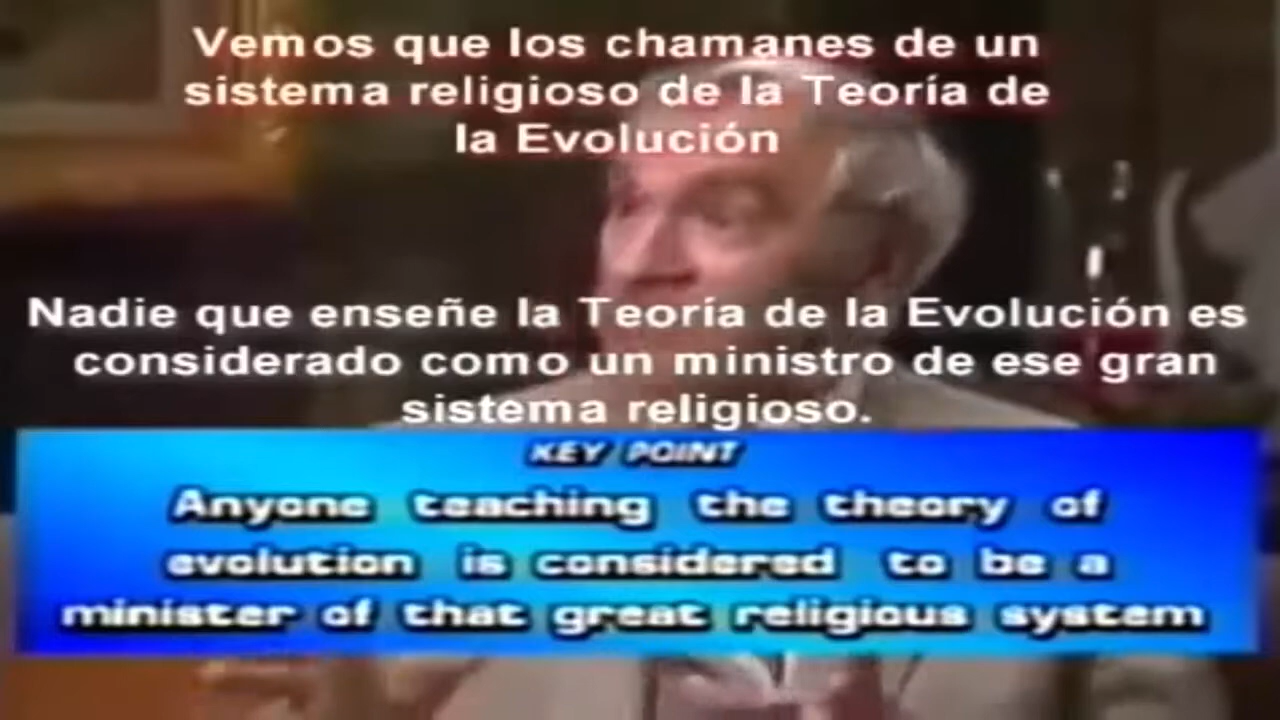 Vemos que los chamanes de un
sistema religioso de la Teoría de
la Evolución
Nadie que enseñe la Teoría de la Evolución es
considerado como un ministro de ese gran
sistema religioso.
KEY POINT
Anyone teaching the theory of
evolution is considered to be a
minister of that great religious system